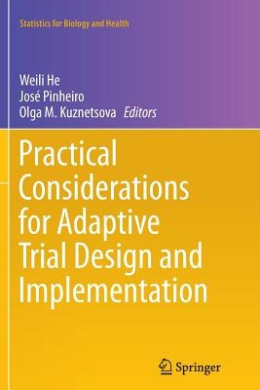 Statistics for Biology and Health
Weili He
José Pinheiro
Olga M. Kuznetsova Editors
Practical
Considerations
for Adaptive
Trial Design and
Implementation
Springer